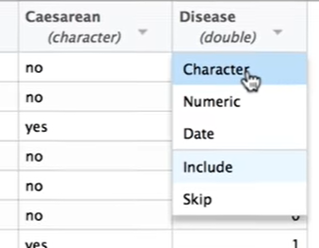 Caesarean Disease
(character) (double)
no Character
no Numeric
yes Date
no Include
no Skip
no
yes 1